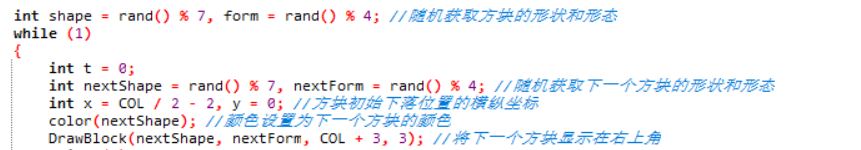 int shape = rand() % 7, form = rand() % 4; //随机获取方块的形状和形态
while (1)
{
int t = 0;
int nextShape = rand() % 7, nextForm = rand() % 4; //随机获取下一个方块的形状和形态
int x = COL / 2 - 2, y = 0; //方块初始下落位置的横纵坐标
color(nextShape); //颜色设置为下一个方块的颜色
DrawBlock(nextShape, nextForm, COL + 3, 3); //将下一个方块显示在右上角